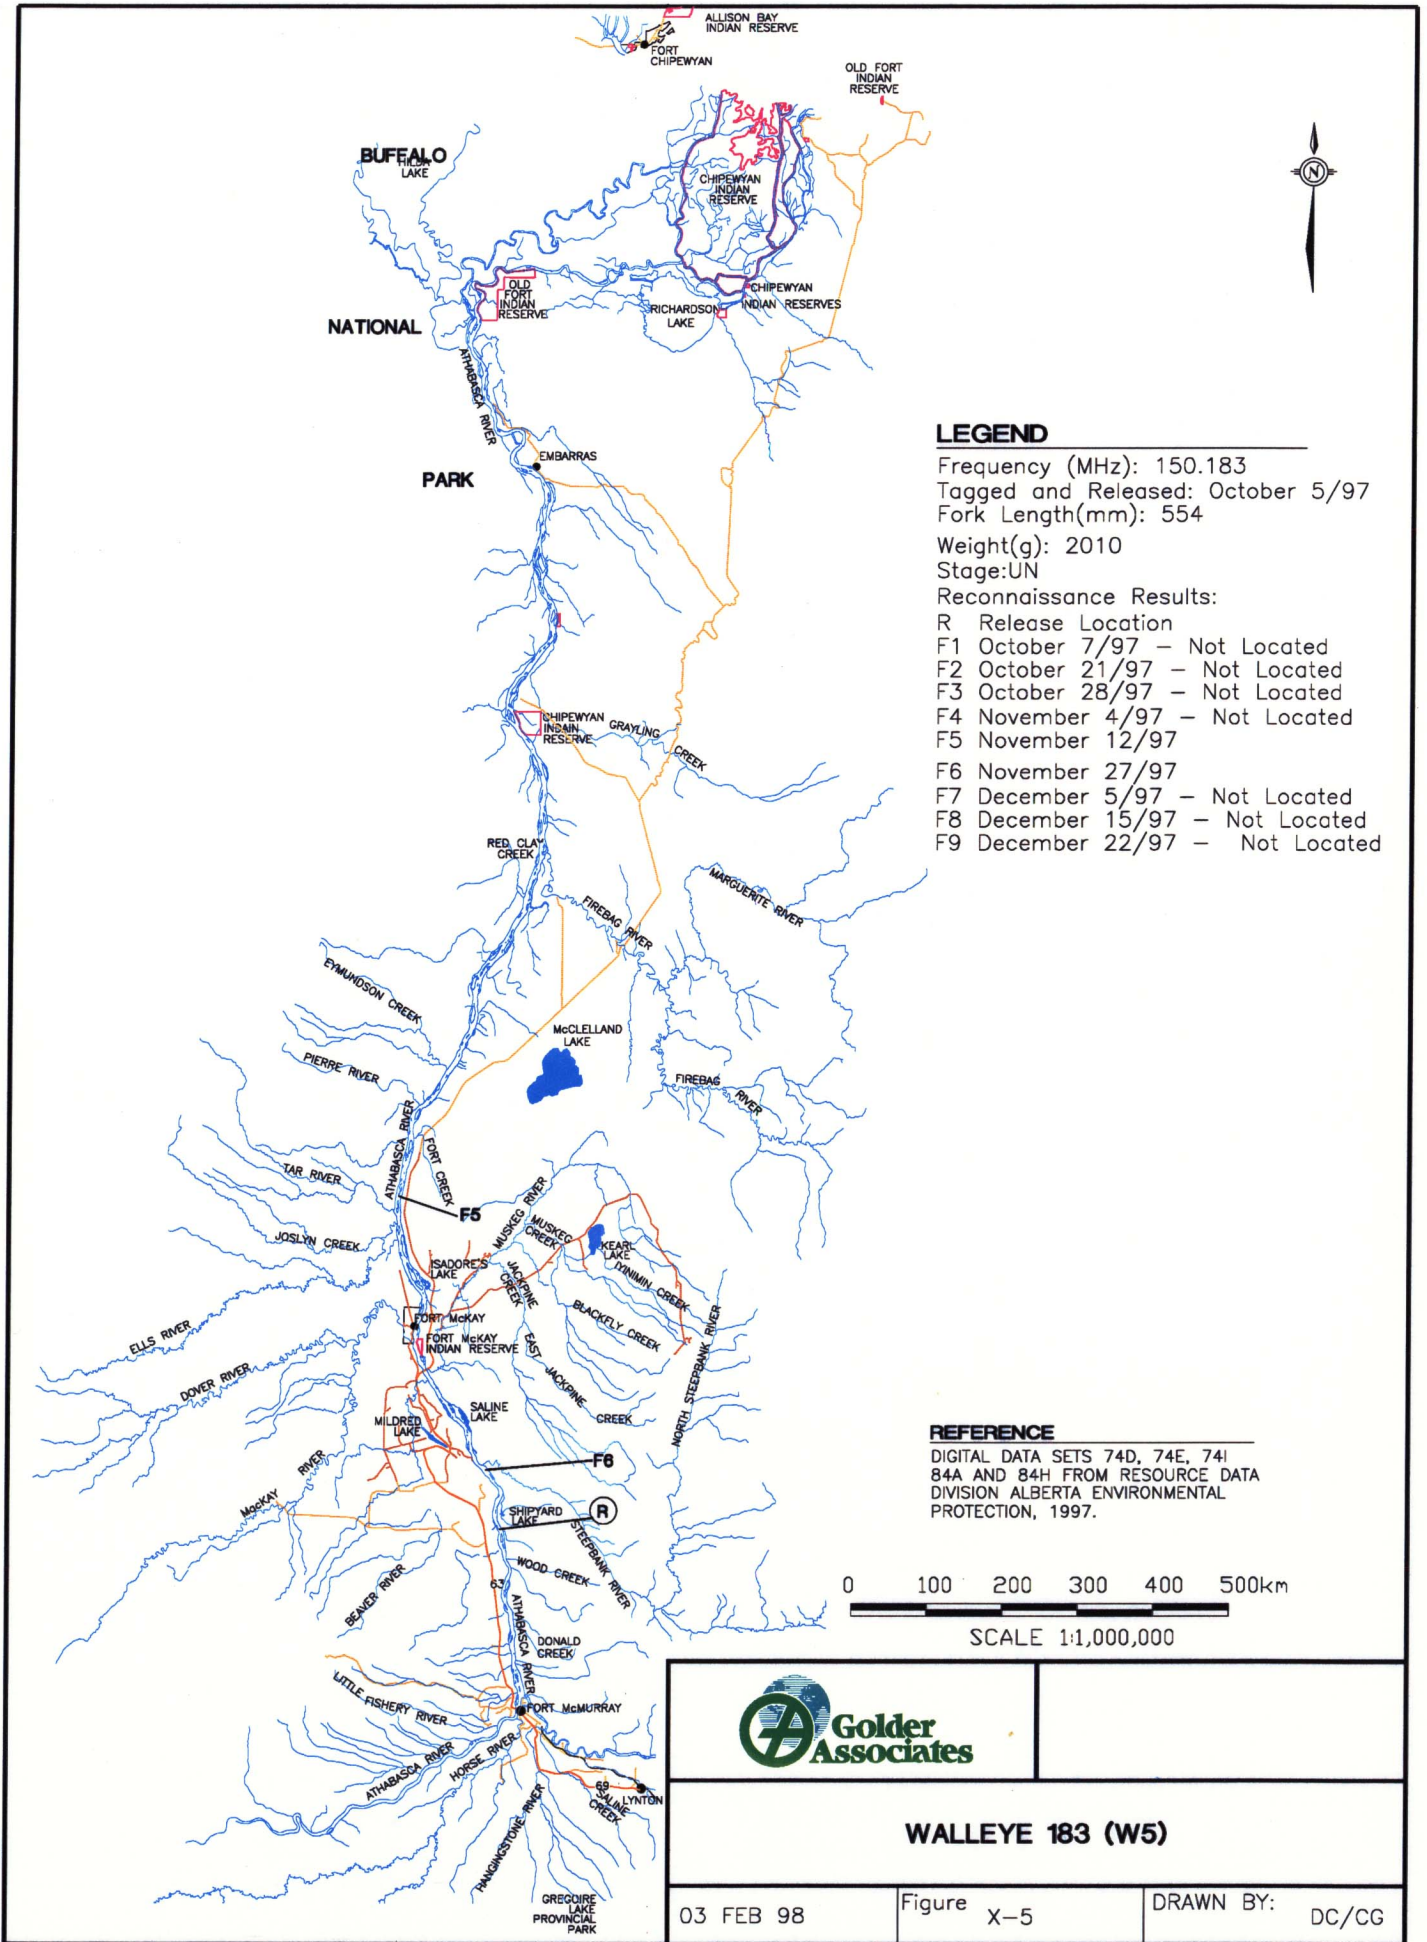 ALLISON BAY
INDIAN RESERVE
FORT
CHIPEWYAN
OLD FORT
INDIAN
RESERVE
BUFFALO
HILDA
LAKE
N
CHIPEWYAN
INDIAN
RESERVE
OLD
FORT
INDIAN
RESERVE
CHIPEWYAN
INDIAN RESERVES
RICHARDSON
LAKE
NATIONAL
ATHABASCA RIVER
EMBARRAS
PARK
LEGEND
Frequency (MHz): 150.183
Tagged and Released: October 5/97
Fork Length(mm): 554
Weight(g): 2010
Stage:UN
Reconnaissance Results:
R Release Location
F1 October 7/97 – Not Located
F2 October 21/97 – Not Located
F3 October 28/97 – Not Located
F4 November 4/97 – Not Located
F5 November 12/97
F6 November 27/97
F7 December 5/97 – Not Located
F8 December 15/97 – Not Located
F9 December 22/97 – Not Located
CHIPEWYAN
INDAIN
RESERVE
GRAYLING
CREEK
RED CLAY
CREEK
MARGUERITE RIVER
FIREBAG RIVER
EYMUNDSON CREEK
McCLELLAND
LAKE
PIERRE RIVER
FIREBAG RIVER
ATHABASCA RIVER
FORT CREEK
TAR RIVER
F5
MUSKEG RIVER
MUSKEG
CREEK
JOSLYN CREEK
KEARL
LAKE
ISADORE'S
LAKE
JACKPINE
CREEK
IYINIMIN CREEK
BLACKFLY CREEK
FORT McKAY
FORT McKAY
INDIAN RESERVE
ELLS RIVER
EAST JACKPINE CREEK
NORTH STEEPBANK RIVER
DOVER RIVER
SALINE
LAKE
MILDRED
LAKE
F6
MacKAY RIVER
SHIPYARD
LAKE
R
STEEPBANK RIVER
WOOD CREEK
63
BEAVER RIVER
ATHABASCA RIVER
DONALD
CREEK
REFERENCE
DIGITAL DATA SETS 74D, 74E, 74I
84A AND 84H FROM RESOURCE DATA
DIVISION ALBERTA ENVIRONMENTAL
PROTECTION, 1997.
0 100 200 300 400 500km
SCALE 1:1,000,000
LITTLE FISHERY RIVER
FORT McMURRAY
ATHABASCA RIVER
HORSE RIVER
HANGINGSTONE RIVER
69
SALINE
CREEK
LYNTON
GREGOIRE
LAKE
PROVINCIAL
PARK
Golder
Associates
WALLEYE 183 (W5)
03 FEB 98
Figure X-5
DRAWN BY: DC/CG